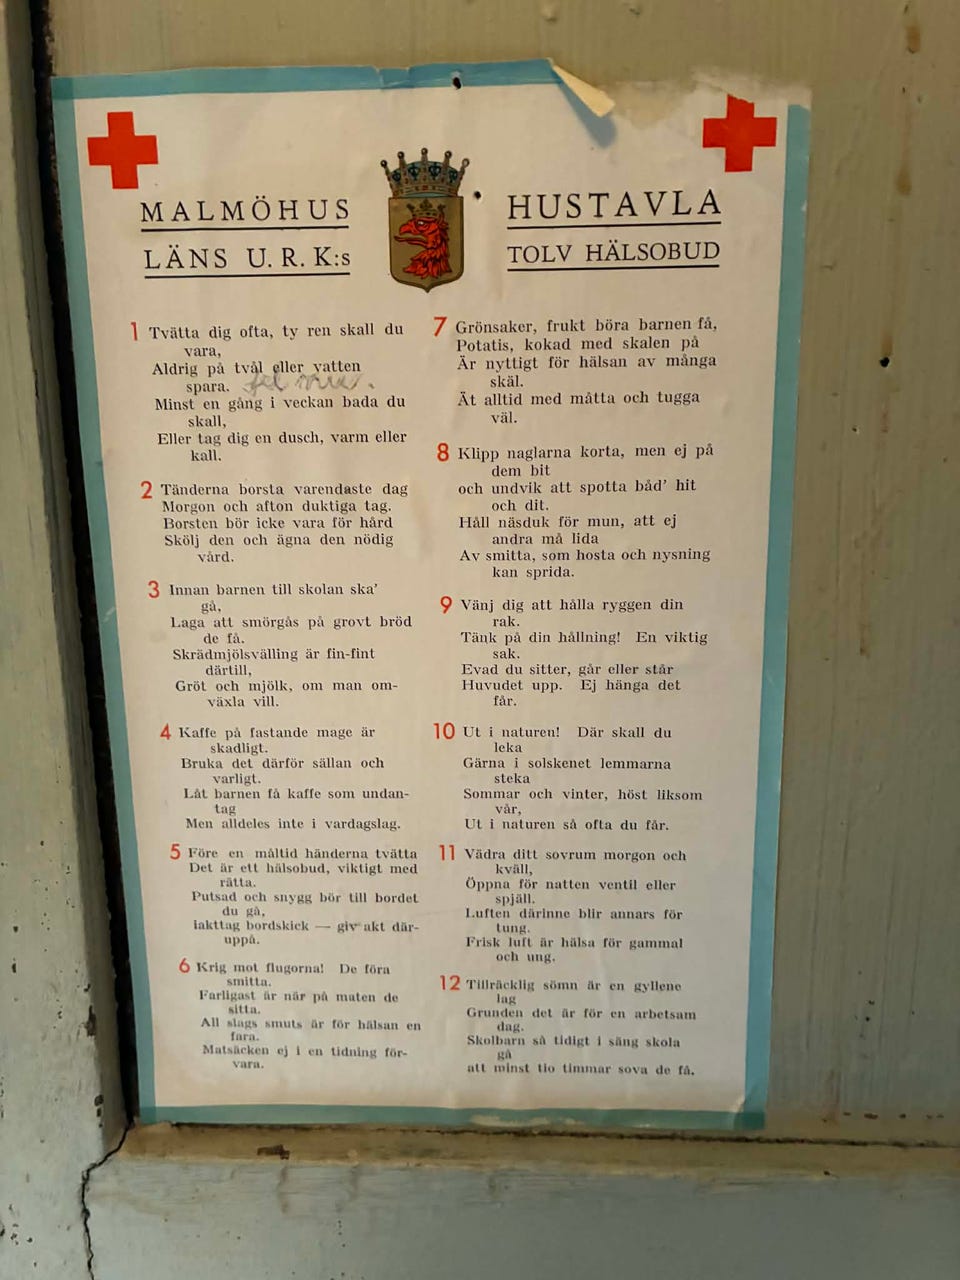 MALMÖHUS
LÄNS U. R. K:s
HUSTAVLA
TOLV HÄLSOBUD
1 Tvätta dig ofta, ty ren skall du
vara,
Aldrig på tvål eller vatten
spara.
Minst en gång i veckan bada du
skall,
Eller tag dig en dusch, varm eller
kall.
2 Tänderna borsta varendaste dag
Morgon och afton duktiga tag.
Borsten bör icke vara för hård
Skölj den och ägna den nödig
vård.
3 Innan barnen till skolan ska'
gå,
Laga att smörgås på grovt bröd
de få.
Skrädmjölsvälling är fin-fint
därtill,
Gröt och mjölk, om man om-
växla vill.
4 Kaffe på fastande mage är
skadligt.
Bruka det därför sällan och
varligt.
Låt barnen få kaffe som undan-
tag
Men alldeles inte i vardagslag.
5 Före en måltid händerna tvätta
Det är ett hälsobud, viktigt med
rätta.
Putsad och snygg bör till bordet
du gå,
iakttag bordskick — giv akt där-
uppå.
6 Krig mot flugorna! De föra
smitta.
Farligast är när på maten de
sitta.
All slags smuts är för hälsan en
fara.
Matsäcken ej i en tidning för-
vara.
7 Grönsaker, frukt böra barnen få,
Potatis, kokad med skalen på
Är nyttigt för hälsan av många
skäl.
Ät alltid med måtta och tugga
väl.
8 Klipp naglarna korta, men ej på
dem bit
och undvik att spotta båd' hit
och dit.
Håll näsduk för mun, att ej
andra må lida
Av smitta, som hosta och nysning
kan sprida.
9 Vänj dig att hålla ryggen din
rak.
Tänk på din hållning! En viktig
sak.
Evad du sitter, går eller står
Huvudet upp. Ej hänga det
får.
10 Ut i naturen! Där skall du
leka
Gärna i solskenet lemmarna
steka
Sommar och vinter, höst liksom
vår,
Ut i naturen så ofta du får.
11 Vädra ditt sovrum morgon och
kväll,
Öppna för natten ventil eller
spjäll.
Luften därinne blir annars för
tung.
Frisk luft är hälsa för gammal
och ung.
12 Tillräcklig sömn är en gyllene
lag
Grunden det är för en arbetsam
dag.
Skolbarn så tidigt i säng skola
gå
att minst tio timmar sova de få.